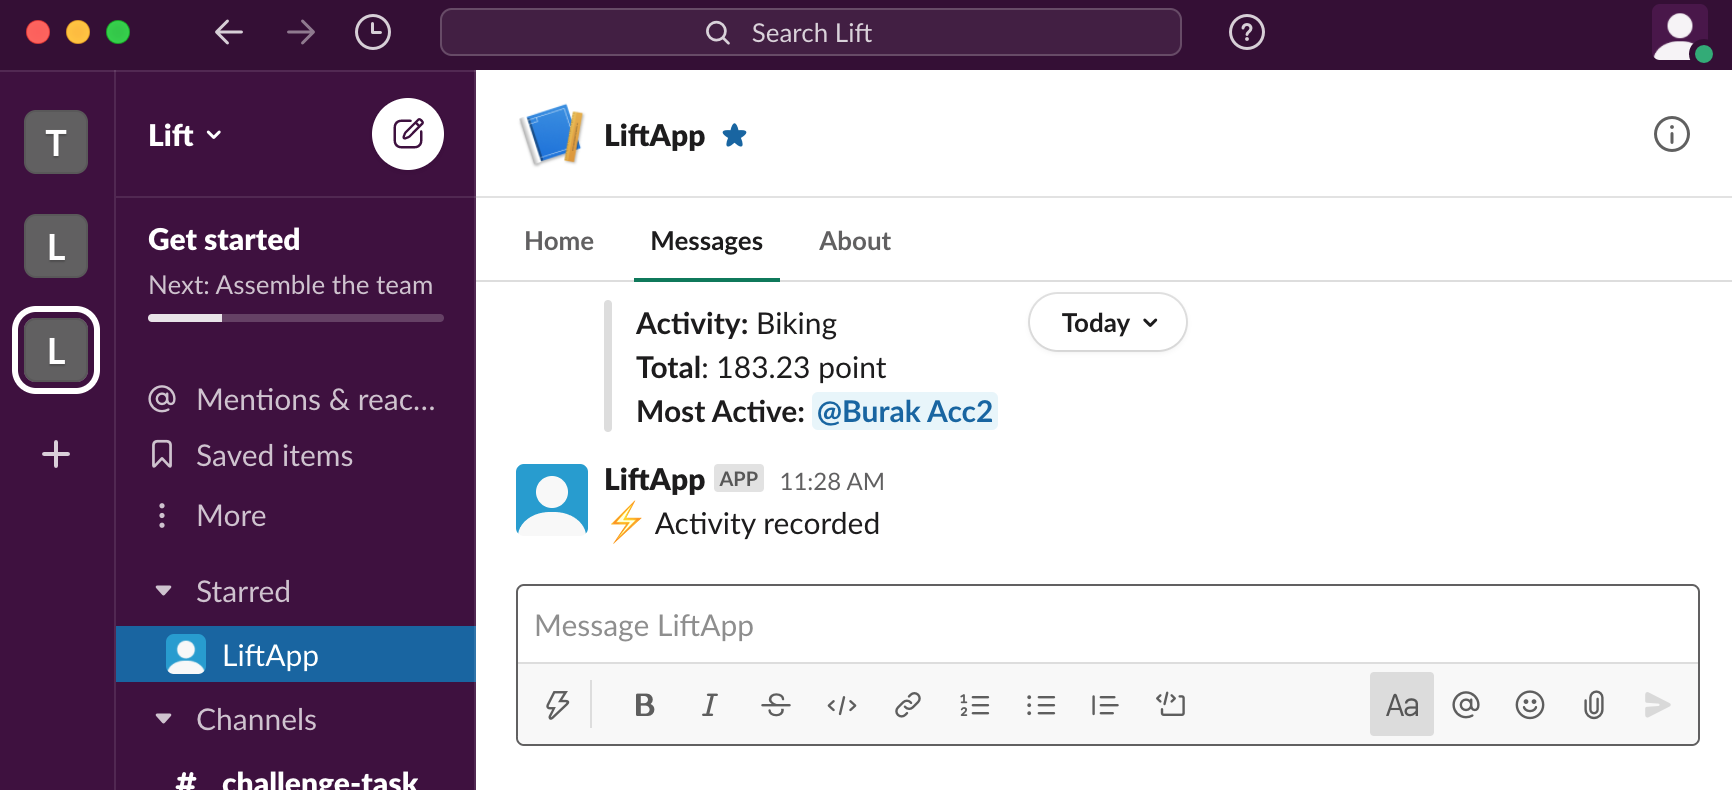 Search Lift
T
L
L
Lift
Get started
Next: Assemble the team
Mentions & reac...
Saved items
More
Starred
LiftApp
Channels
# challenge-task
LiftApp
Home Messages About
Today
Activity: Biking
Total: 183.23 point
Most Active: @Burak Acc2
LiftApp APP 11:28 AM
⚡ Activity recorded
Message LiftApp
B I S </> Aa @